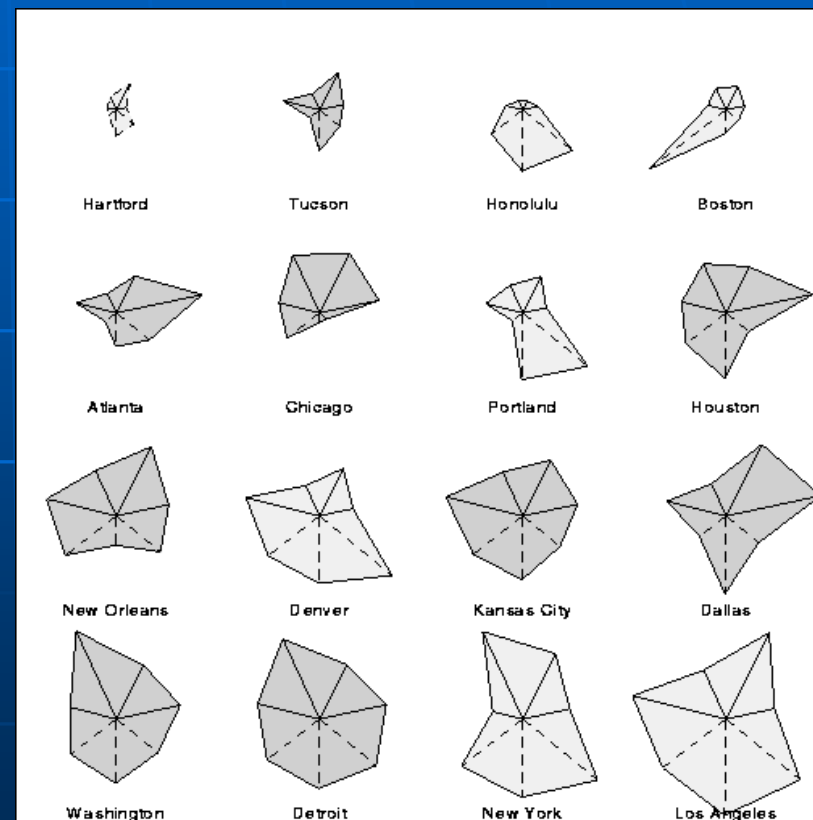 Hartford Tucson Honolulu Boston
Atlanta Chicago Portland Houston
New Orleans Denver Kansas City Dallas
Washington Detroit New York Los Angeles